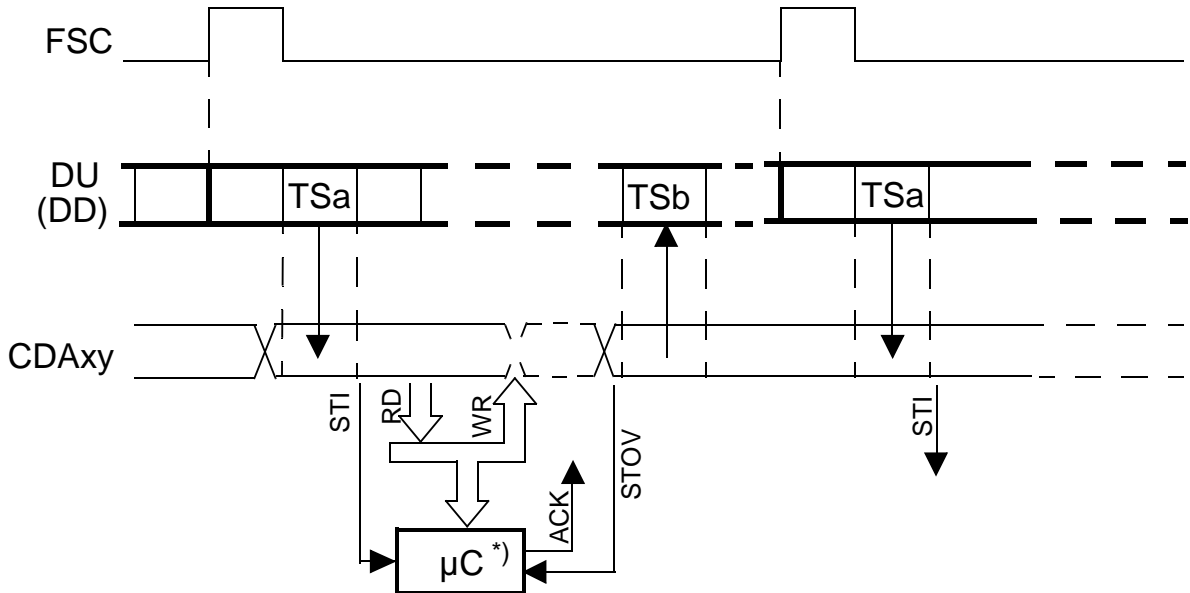 FSC
DU
(DD)
TSa
TSb
TSa
CDAxy
STI
RD
WR
ACK
STOV
STI
µC *)